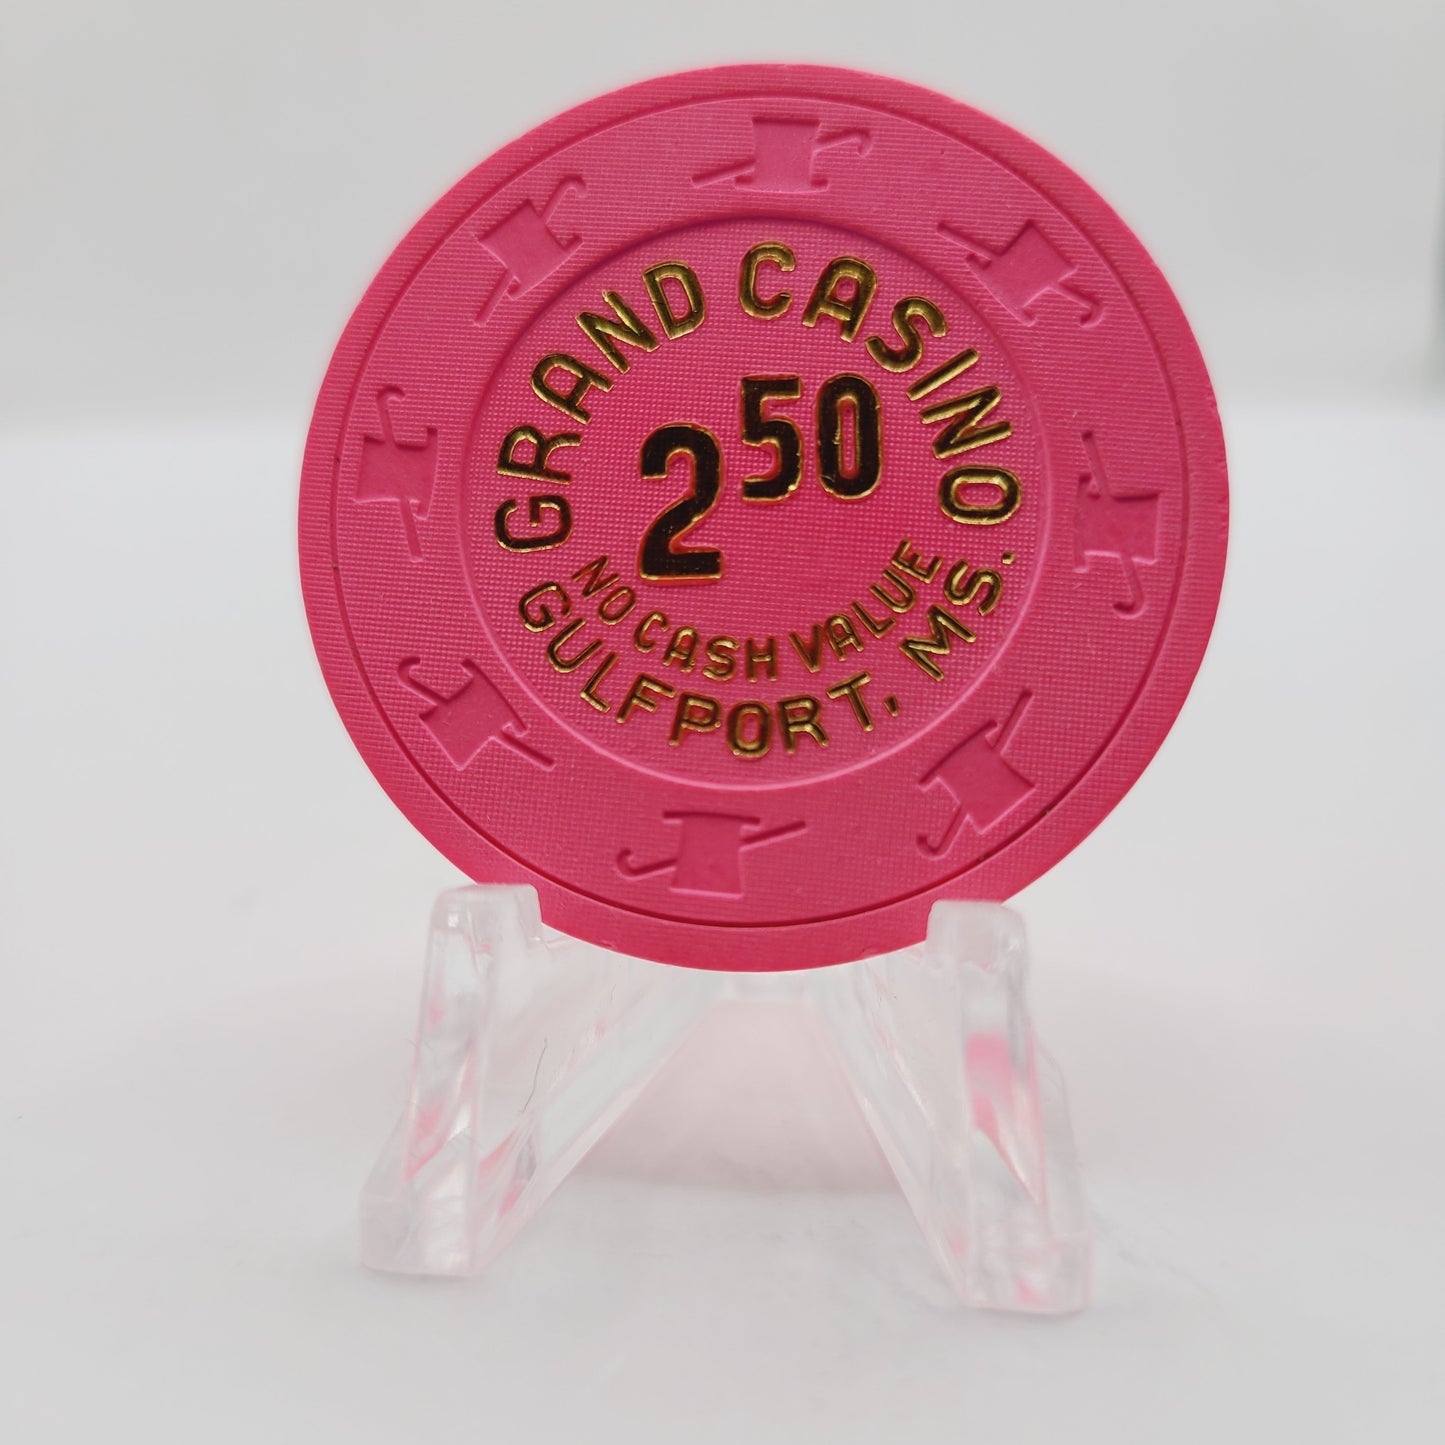 GRAND CASINO
2 50
NO CASH VALUE
GULFPORT, MS.